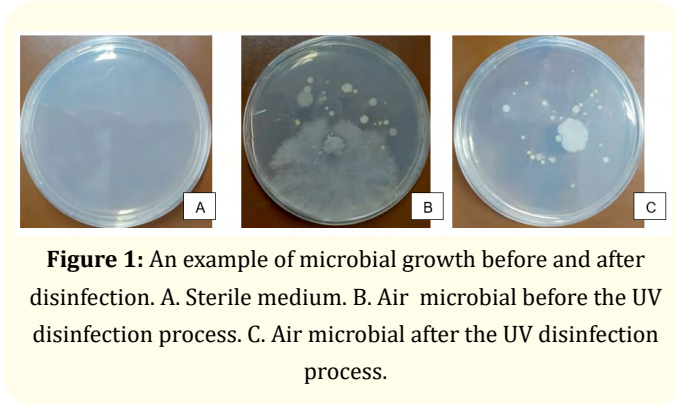 A
B
C
Figure 1: An example of microbial growth before and after
disinfection. A. Sterile medium. B. Air microbial before the UV
disinfection process. C. Air microbial after the UV disinfection
process.